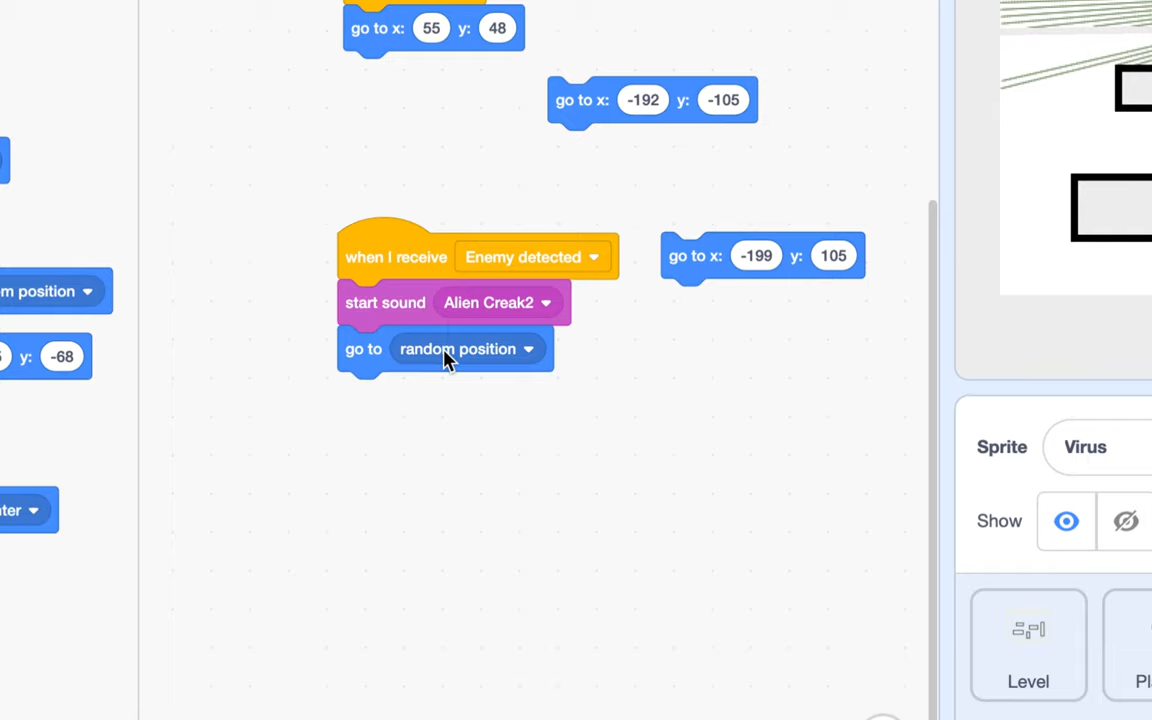 go to x: 55 y: 48
go to x: -192 y: -105
when I receive Enemy detected
go to x: -199 y: 105
start sound Alien Creak2
m position
go to random position
y: -68
Sprite Virus
Show
ter
Level